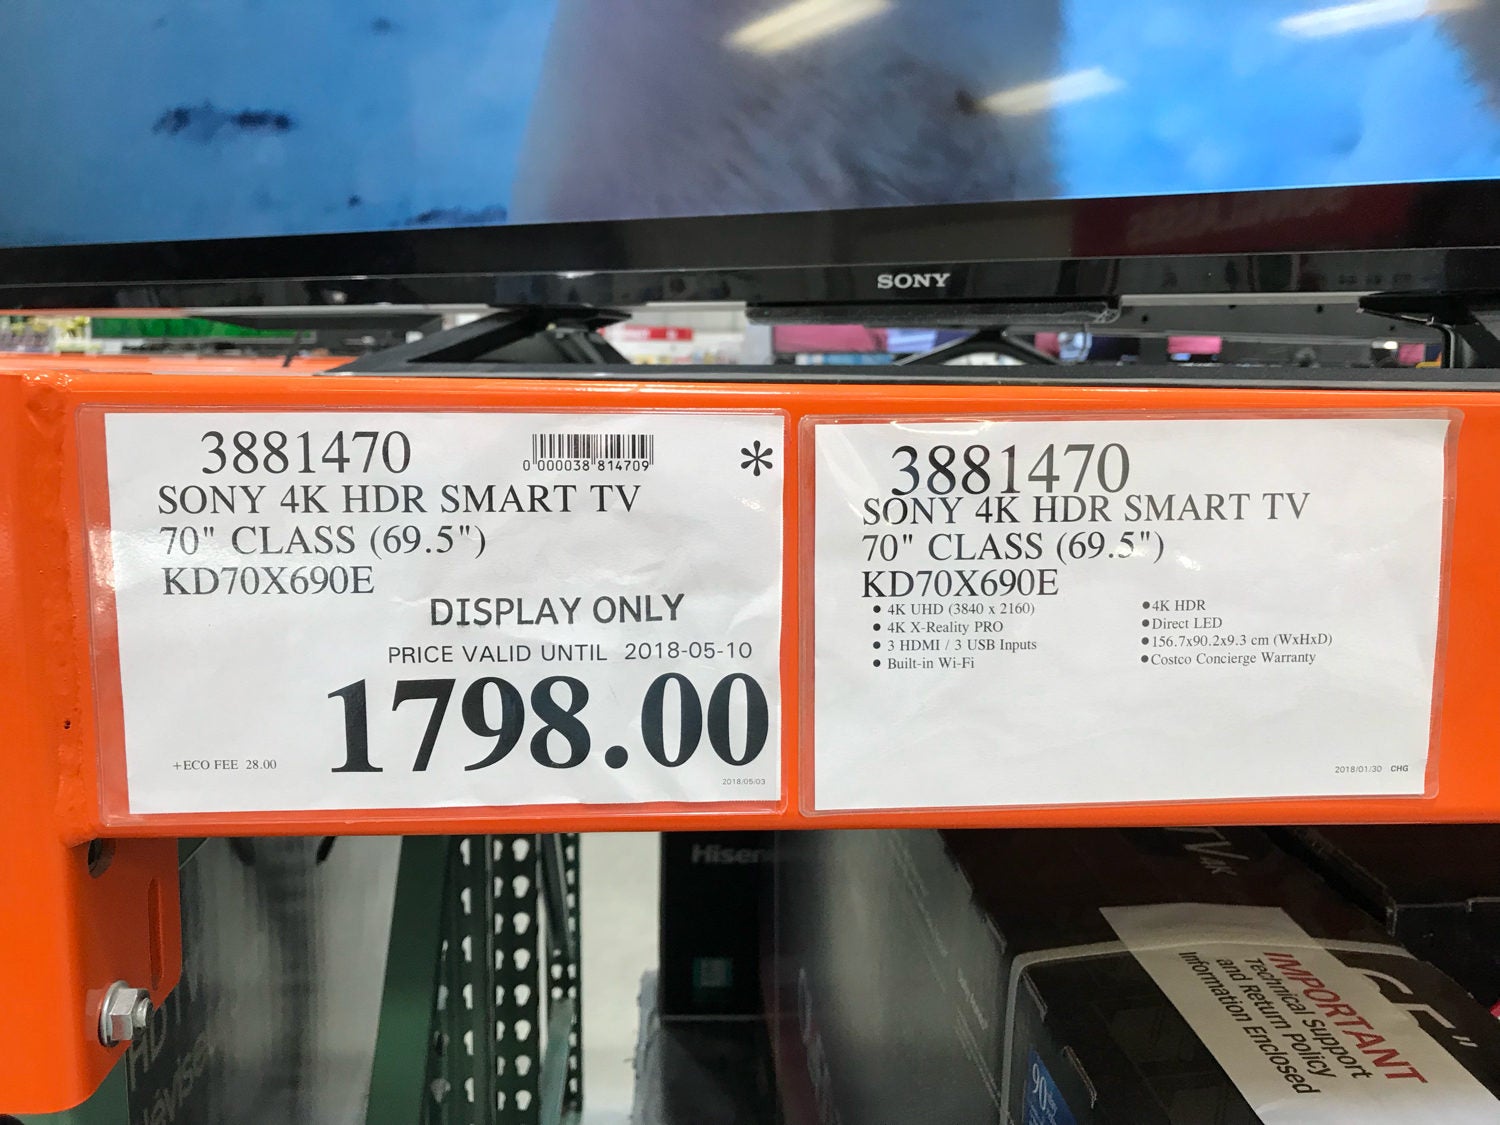 SONY
3881470
0 000038 814709
*
SONY 4K HDR SMART TV
70" CLASS (69.5")
KD70X690E
DISPLAY ONLY
PRICE VALID UNTIL 2018-05-10
1798.00
+ECO FEE 28.00
2018/05/03
3881470
SONY 4K HDR SMART TV
70" CLASS (69.5")
KD70X690E
• 4K UHD (3840 x 2160)
• 4K X-Reality PRO
• 3 HDMI / 3 USB Inputs
• Built-in Wi-Fi
• 4K HDR
• Direct LED
• 156.7x90.2x9.3 cm (WxHxD)
• Costco Concierge Warranty
2018/01/30 CHG
Hisen
TV 4K
IMPORTANT
Technical Support
and Return Policy
Information Enclosed
90